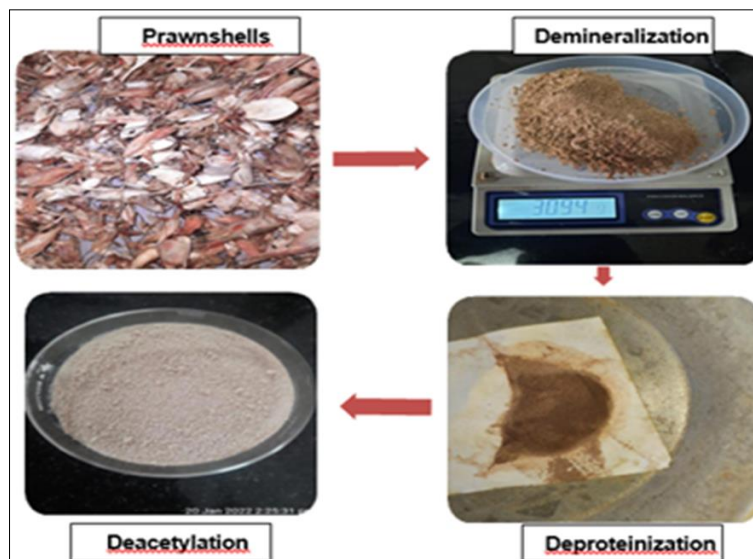 Prawnshells
Demineralization
3094
20 Jan 2022 2:25:31
Deacetylation
Deproteinization